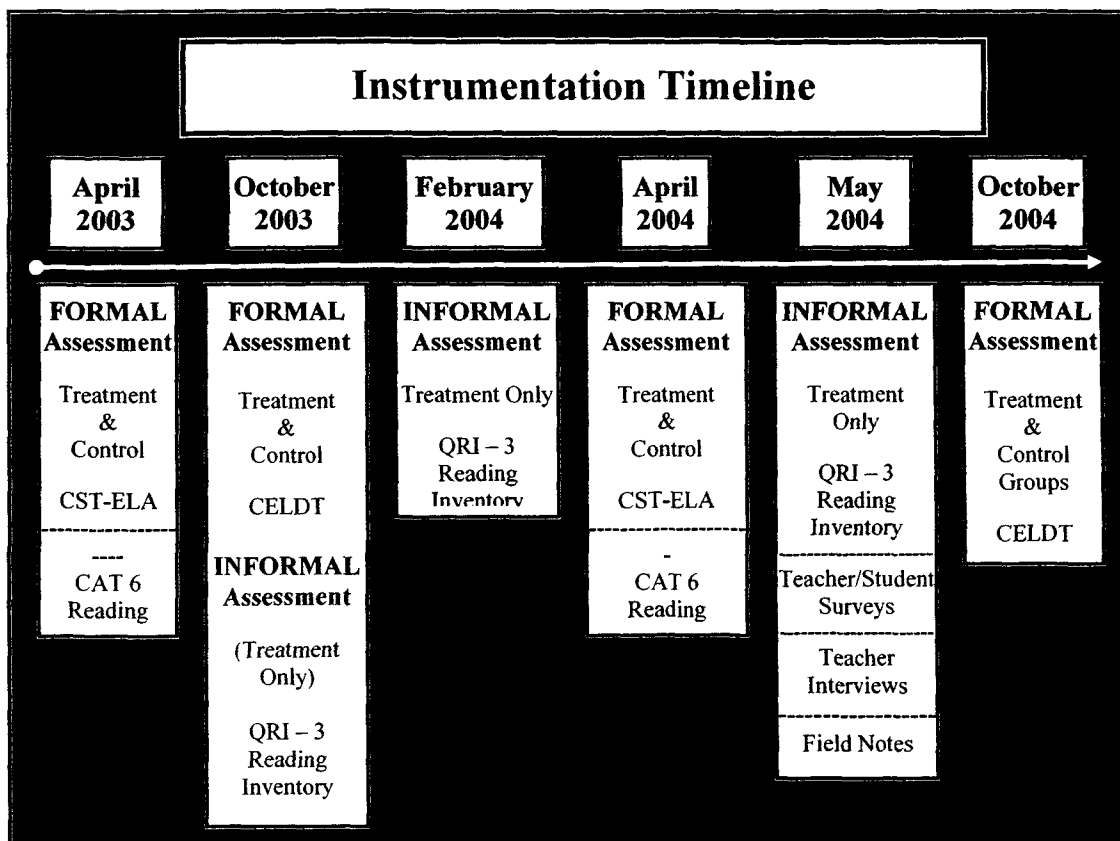 Instrumentation Timeline
April
2003
October
2003
February
2004
April
2004
May
2004
October
2004
FORMAL
Assessment
Treatment
&
Control
CST-ELA
----
CAT 6
Reading
FORMAL
Assessment
Treatment
&
Control
CELDT
INFORMAL
Assessment
(Treatment
Only)
QRI – 3
Reading
Inventory
INFORMAL
Assessment
Treatment Only
QRI – 3
Reading
Inventory
FORMAL
Assessment
Treatment
&
Control
CST-ELA
-
CAT 6
Reading
INFORMAL
Assessment
Treatment
Only
QRI – 3
Reading
Inventory
Teacher/Student
Surveys
Teacher
Interviews
Field Notes
FORMAL
Assessment
Treatment
&
Control
Groups
CELDT